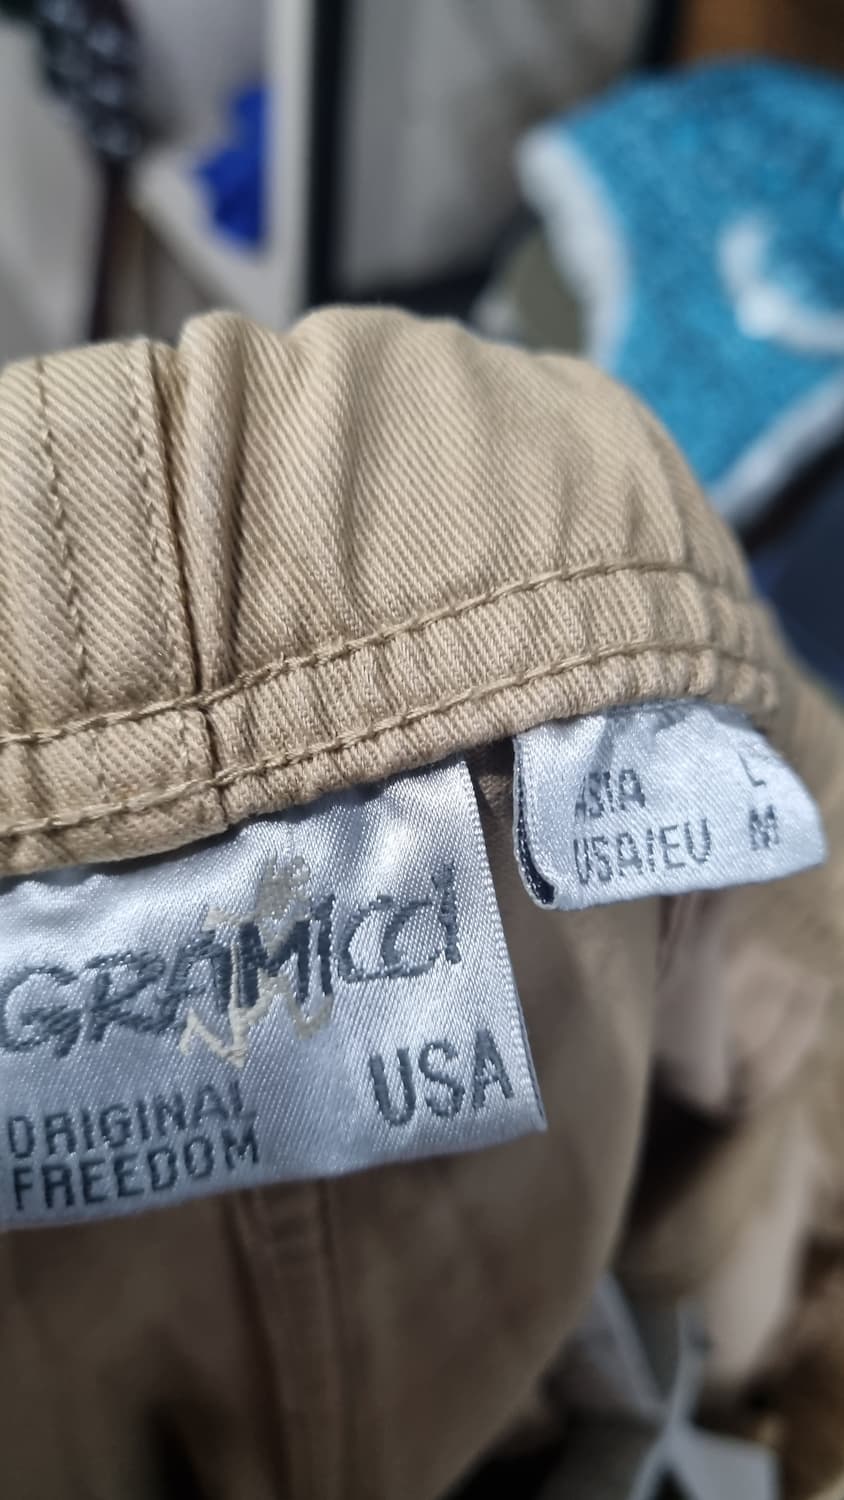 GRAMICCI
USA
ORIGINAL
FREEDOM
ASIA L
USA/EU M